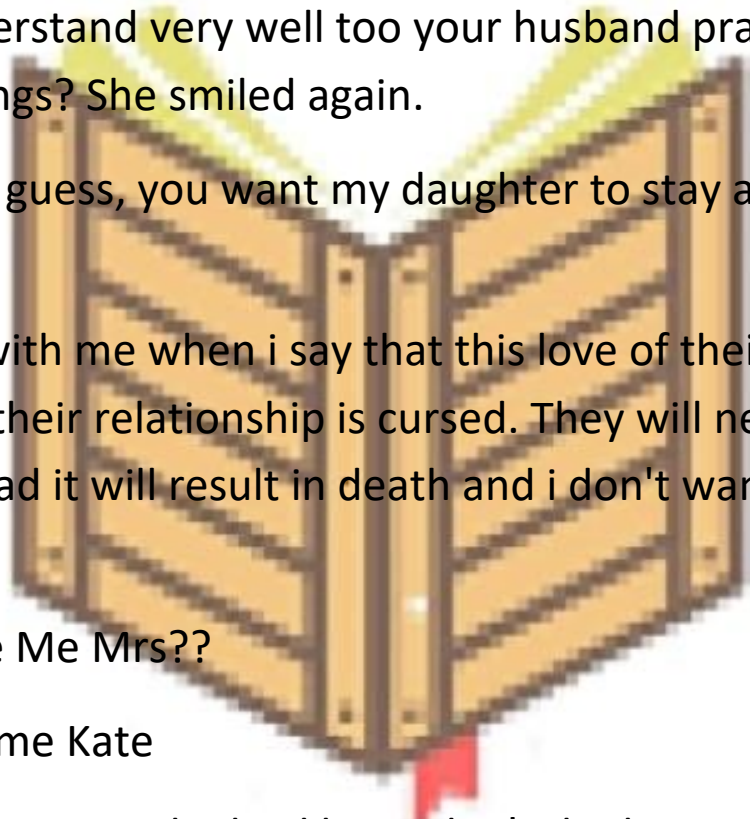 erstand very well too your husband pra
ngs? She smiled again.
guess, you want my daughter to stay a
with me when i say that this love of thei
their relationship is cursed. They will ne
ad it will result in death and i don't wan
e Me Mrs??
me Kate